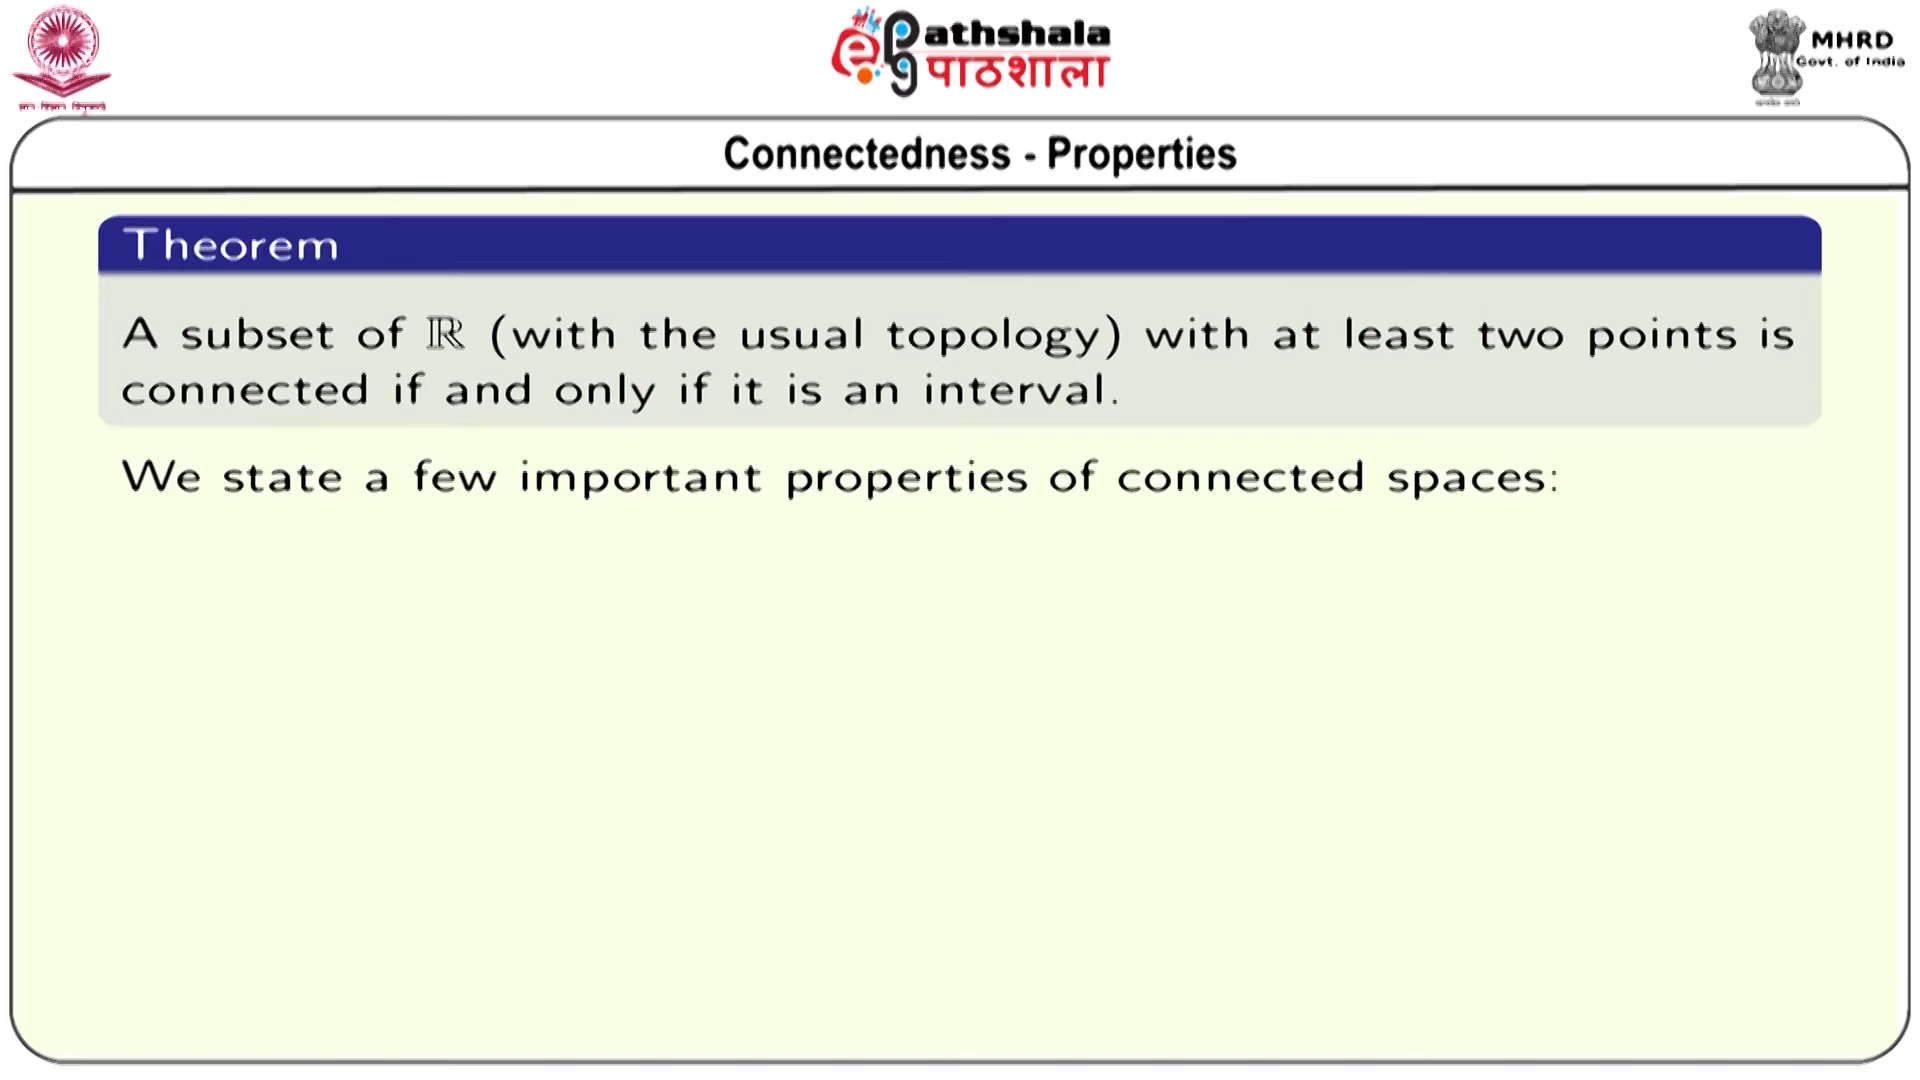 athshala
पाठशाला
MHRD
Govt. of India
Connectedness - Properties
Theorem
A subset of ℝ (with the usual topology) with at least two points is
connected if and only if it is an interval.
We state a few important properties of connected spaces: